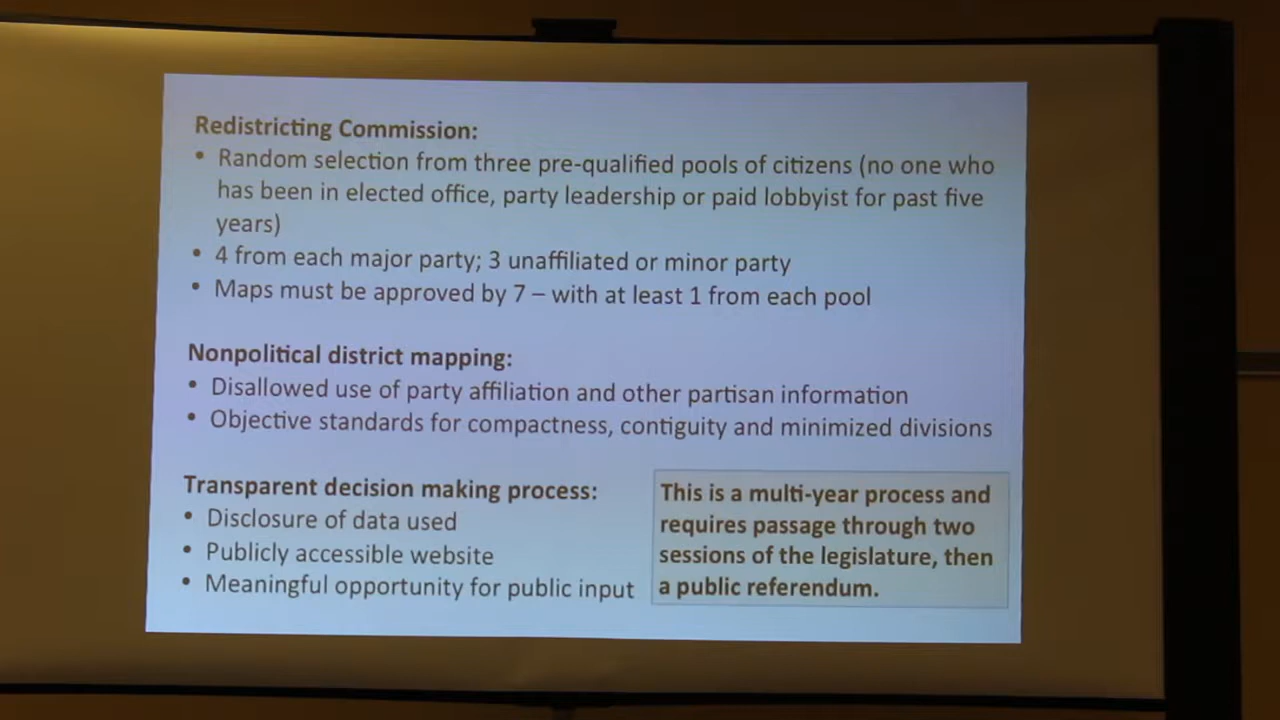 Redistricting Commission:
• Random selection from three pre-qualified pools of citizens (no one who
has been in elected office, party leadership or paid lobbyist for past five
years)
• 4 from each major party; 3 unaffiliated or minor party
• Maps must be approved by 7 – with at least 1 from each pool
Nonpolitical district mapping:
• Disallowed use of party affiliation and other partisan information
• Objective standards for compactness, contiguity and minimized divisions
Transparent decision making process:
• Disclosure of data used
• Publicly accessible website
• Meaningful opportunity for public input
This is a multi-year process and
requires passage through two
sessions of the legislature, then
a public referendum.